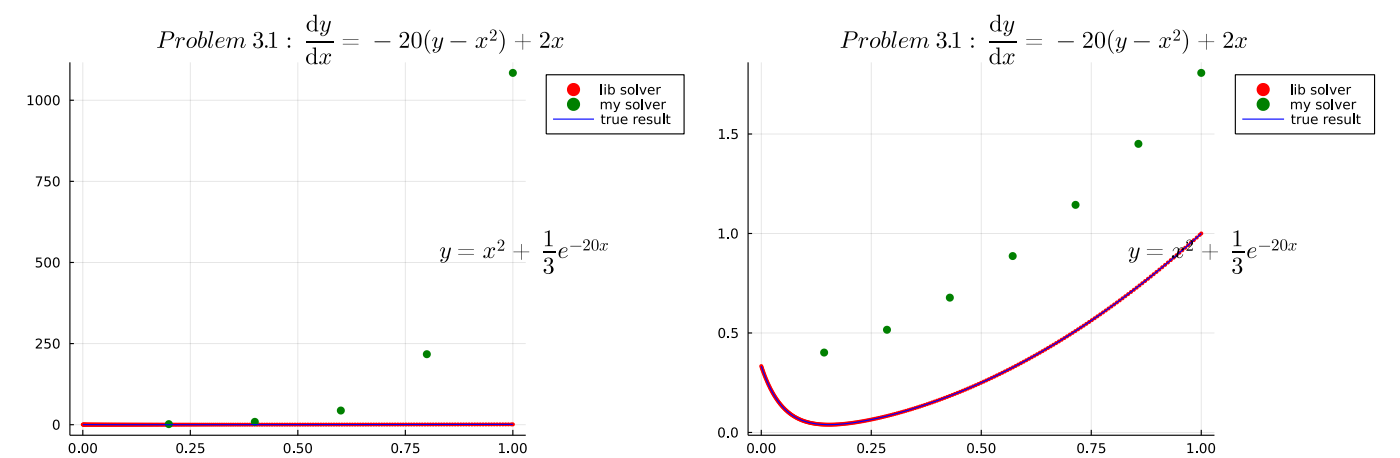 Problem 3.1 : dy/dx = − 20(y − x²) + 2x
lib solver
my solver
true result
1000
750
500
250
0
y = x² + 1/3 e⁻²⁰ˣ
0.00 0.25 0.50 0.75 1.00
Problem 3.1 : dy/dx = − 20(y − x²) + 2x
lib solver
my solver
true result
1.5
1.0
0.5
0.0
y = x² + 1/3 e⁻²⁰ˣ
0.00 0.25 0.50 0.75 1.00